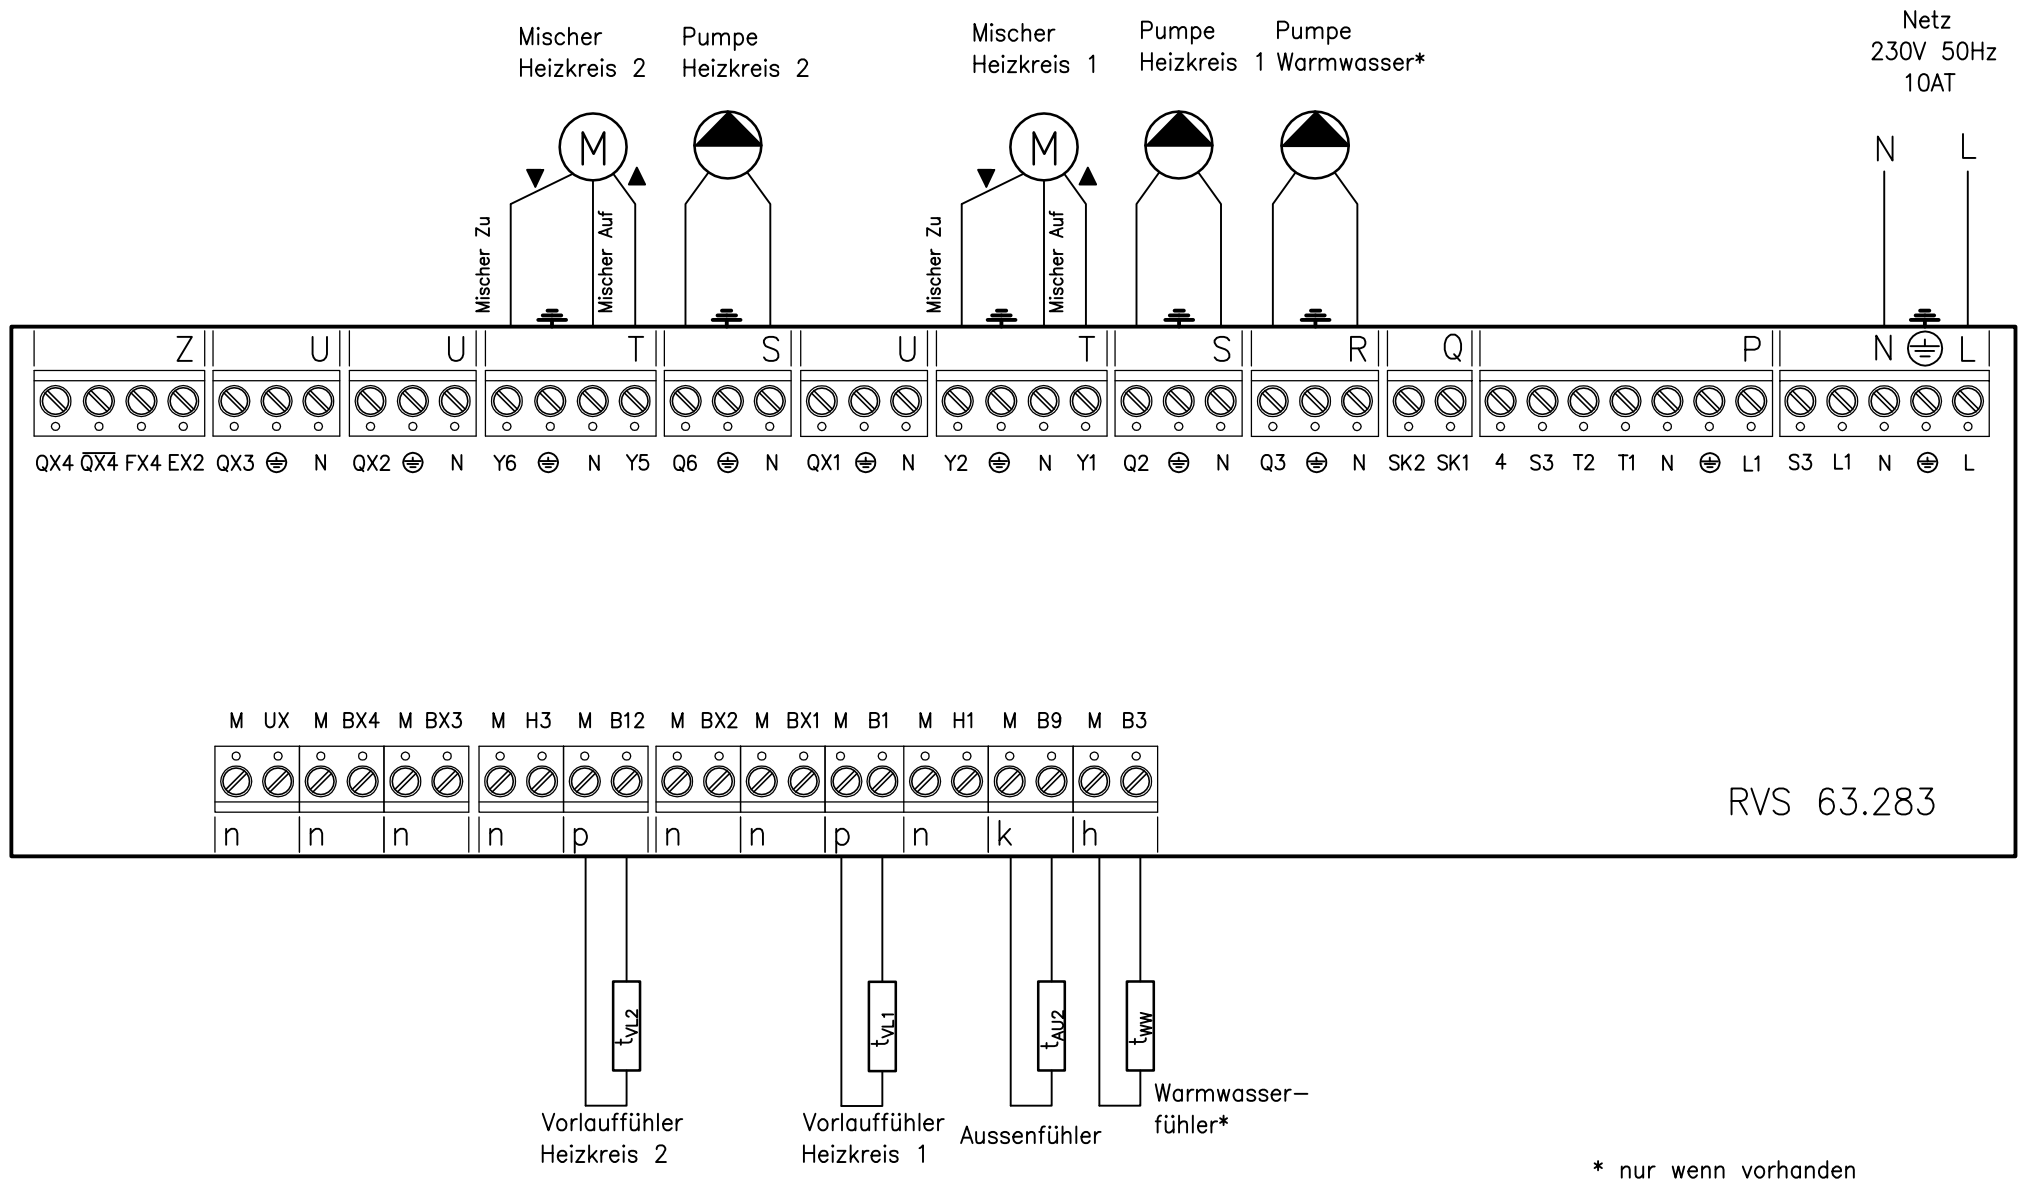 Mischer
Heizkreis 2
Pumpe
Heizkreis 2
Mischer
Heizkreis 1
Pumpe
Heizkreis 1
Pumpe
Warmwasser*
Netz
230V 50Hz
10AT
M
M
N
L
Mischer Zu
Mischer Auf
Mischer Zu
Mischer Auf
Z U U T S U T S R Q P N L
QX4 Q̅X̅4̅ FX4 EX2 QX3 N QX2 N Y6 N Y5 Q6 N QX1 N Y2 N Y1 Q2 N Q3 N SK2 SK1 4 S3 T2 T1 N L1 S3 L1 N L
M UX M BX4 M BX3 M H3 M B12 M BX2 M BX1 M B1 M H1 M B9 M B3
RVS 63.283
n n n n p n n p n k h
tVL2
tVL1
tAU2
tWW
Vorlauffühler
Heizkreis 2
Vorlauffühler
Heizkreis 1
Aussenfühler
Warmwasser–
fühler*
* nur wenn vorhanden